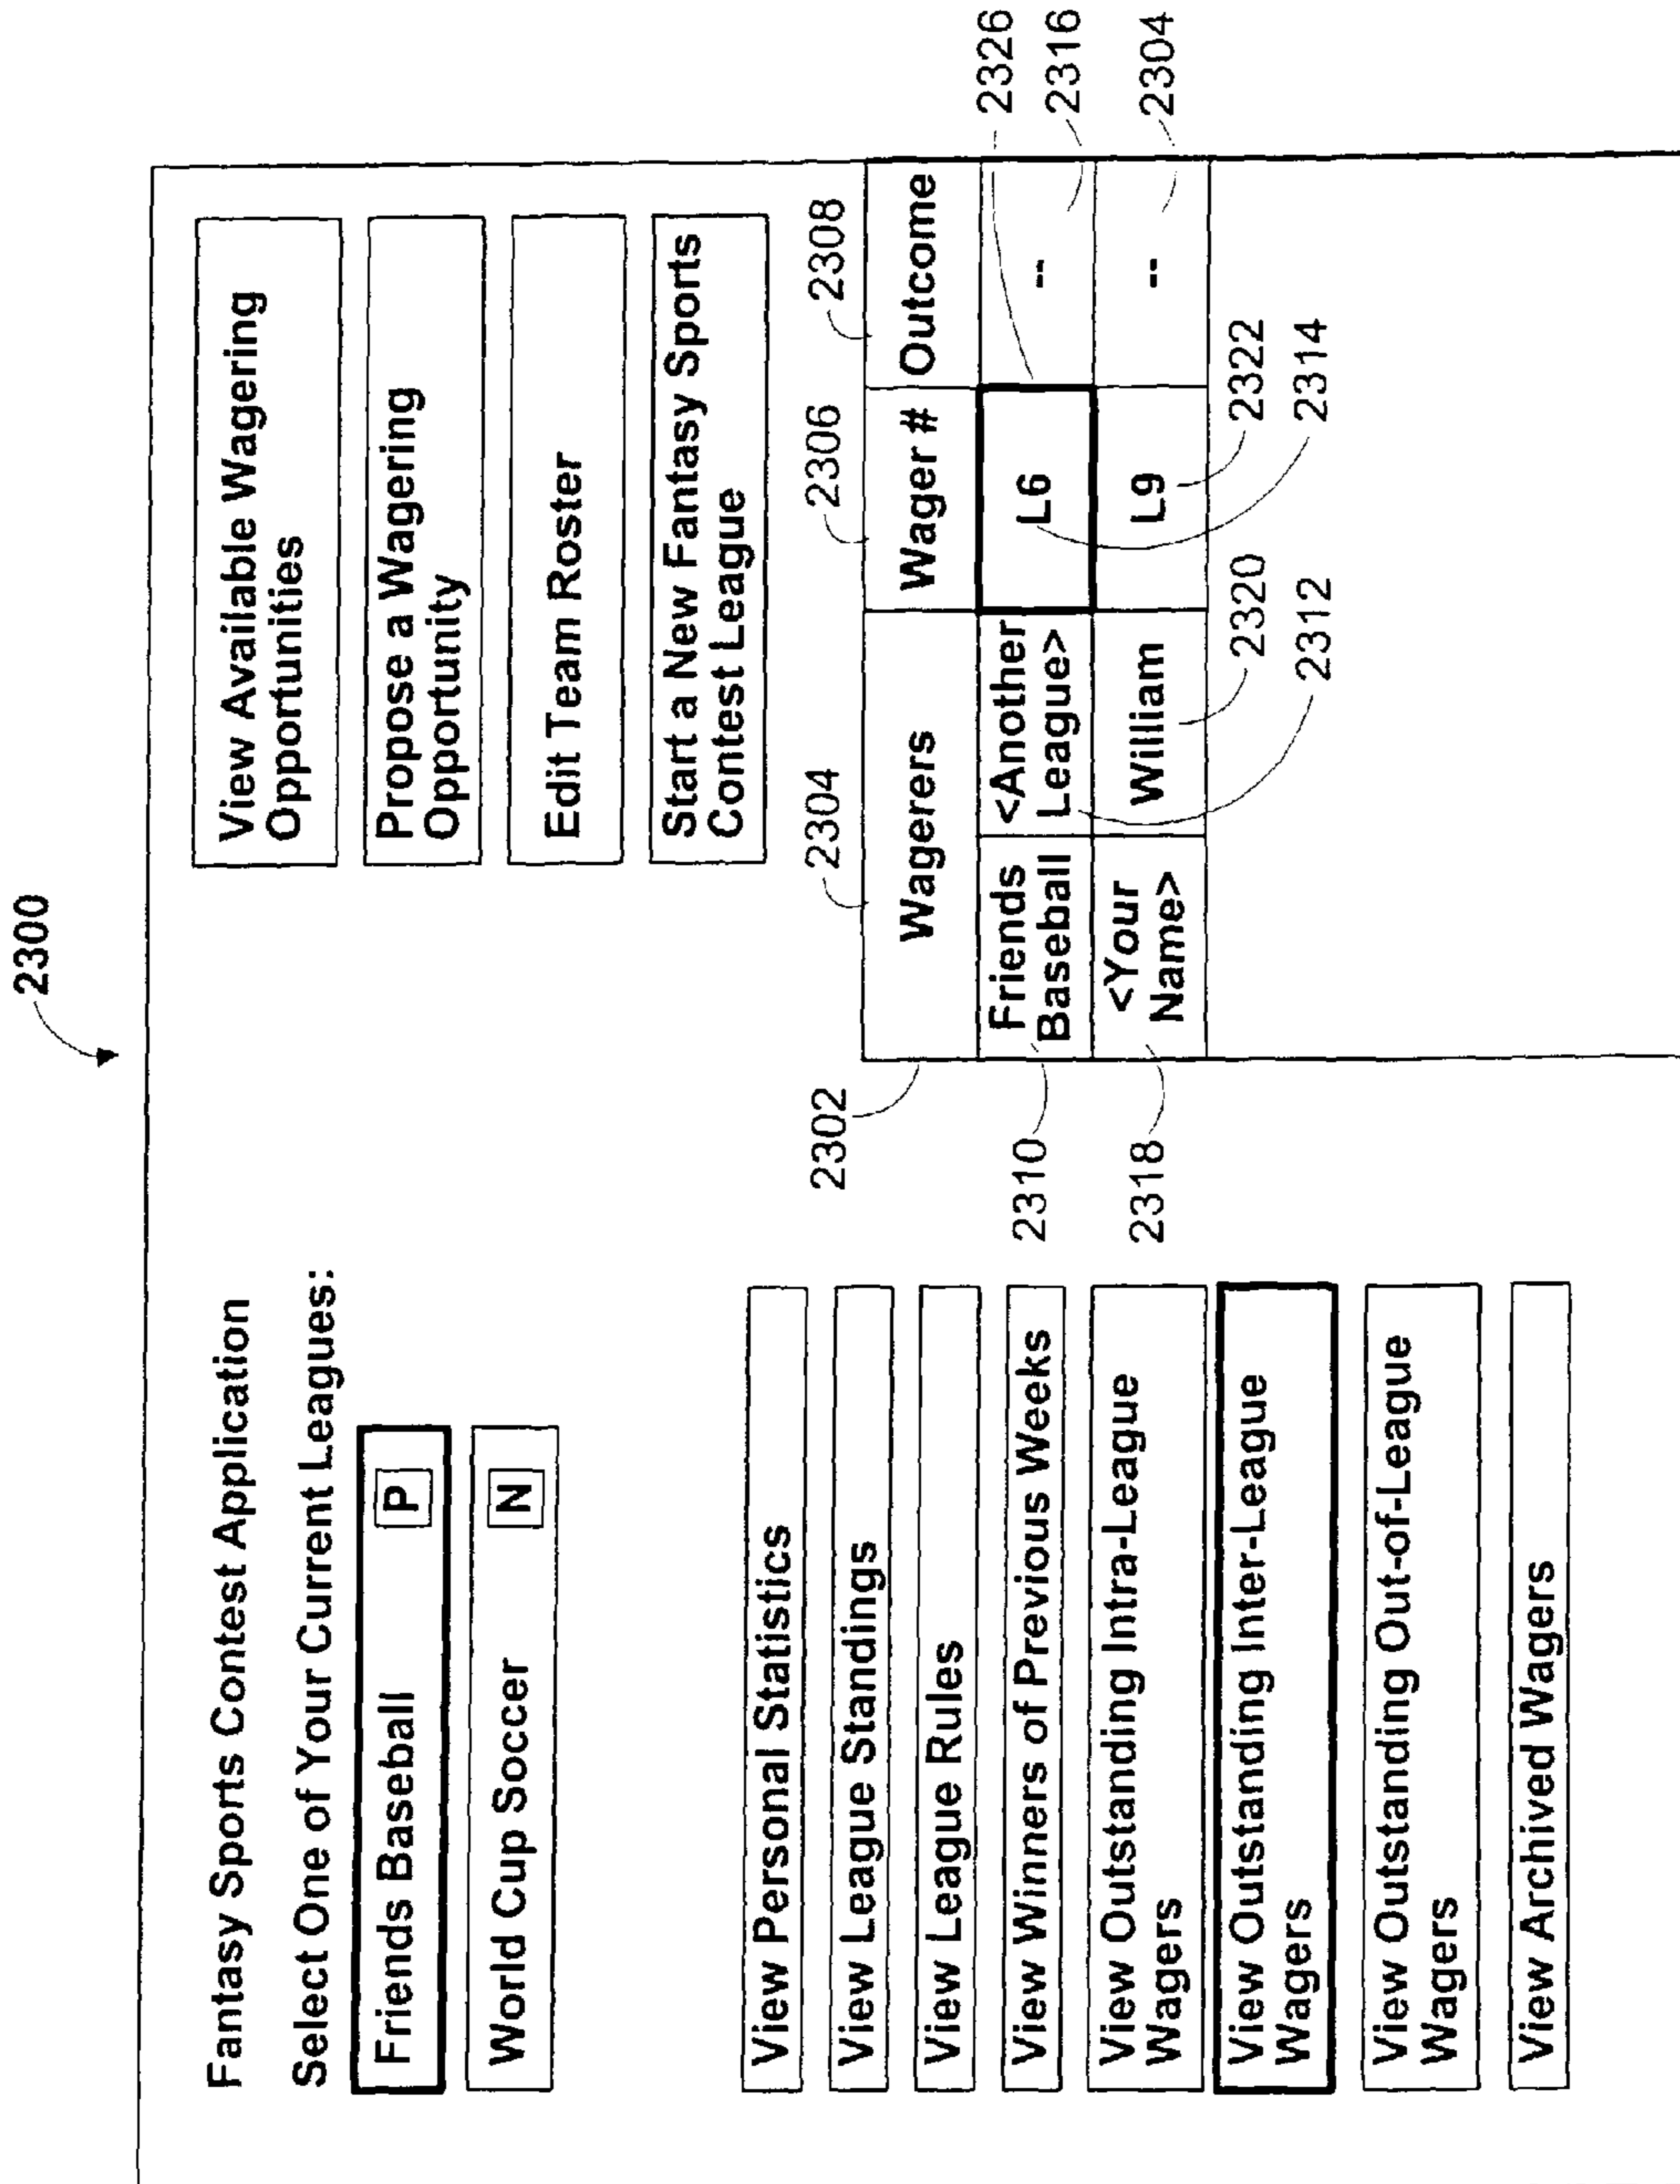 2300
Fantasy Sports Contest Application
Select One of Your Current Leagues:
Friends Baseball P
World Cup Soccer N
View Available Wagering
Opportunities
Propose a Wagering
Opportunity
Edit Team Roster
Start a New Fantasy Sports
Contest League
View Personal Statistics
View League Standings
View League Rules
View Winners of Previous Weeks
View Outstanding Intra-League
Wagers
View Outstanding Inter-League
Wagers
View Outstanding Out-of-League
Wagers
View Archived Wagers
2304 2306 2308
2302
Wagerers Wager # Outcome
2310
Friends
Baseball
<Another
League>
L6 --
2326
2316
2318
<Your
Name>
William L9 --
2304
2320 2322
2312 2314